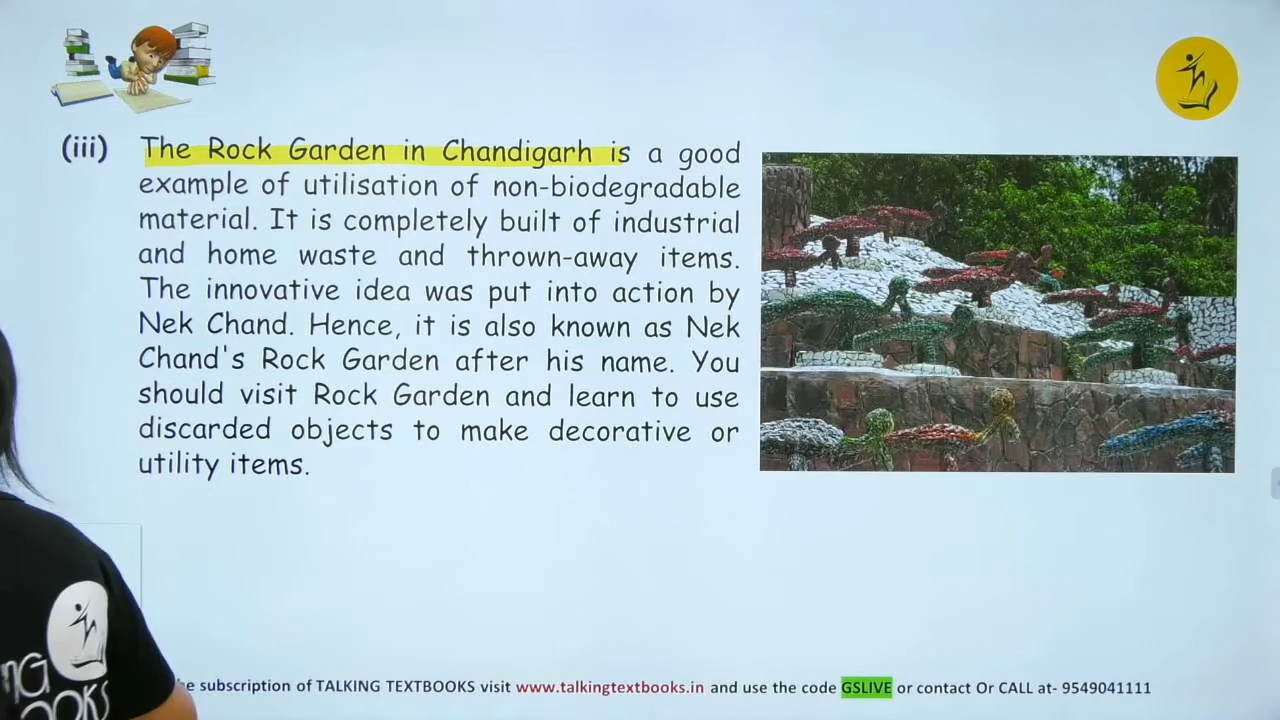 (iii) The Rock Garden in Chandigarh is a good
example of utilisation of non-biodegradable
material. It is completely built of industrial
and home waste and thrown-away items.
The innovative idea was put into action by
Nek Chand. Hence, it is also known as Nek
Chand's Rock Garden after his name. You
should visit Rock Garden and learn to use
discarded objects to make decorative or
utility items.
subscription of TALKING TEXTBOOKS visit www.talkingtextbooks.in and use the code GSLIVE or contact Or CALL at- 9549041111